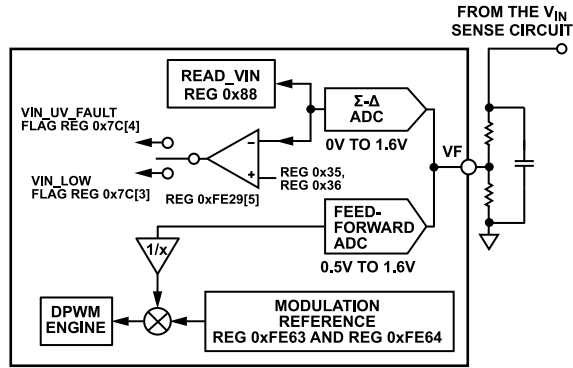 FROM THE VIN
SENSE CIRCUIT
READ_VIN
REG 0x88
Σ-Δ
ADC
0V TO 1.6V
VIN_UV_FAULT
FLAG REG 0x7C[4]
VF
–
+
REG 0x35,
REG 0x36
VIN_LOW
FLAG REG 0x7C[3]
REG 0xFE29[5]
FEED-
FORWARD
ADC
0.5V TO 1.6V
1/x
DPWM
ENGINE
MODULATION
REFERENCE
REG 0xFE63 AND REG 0xFE64